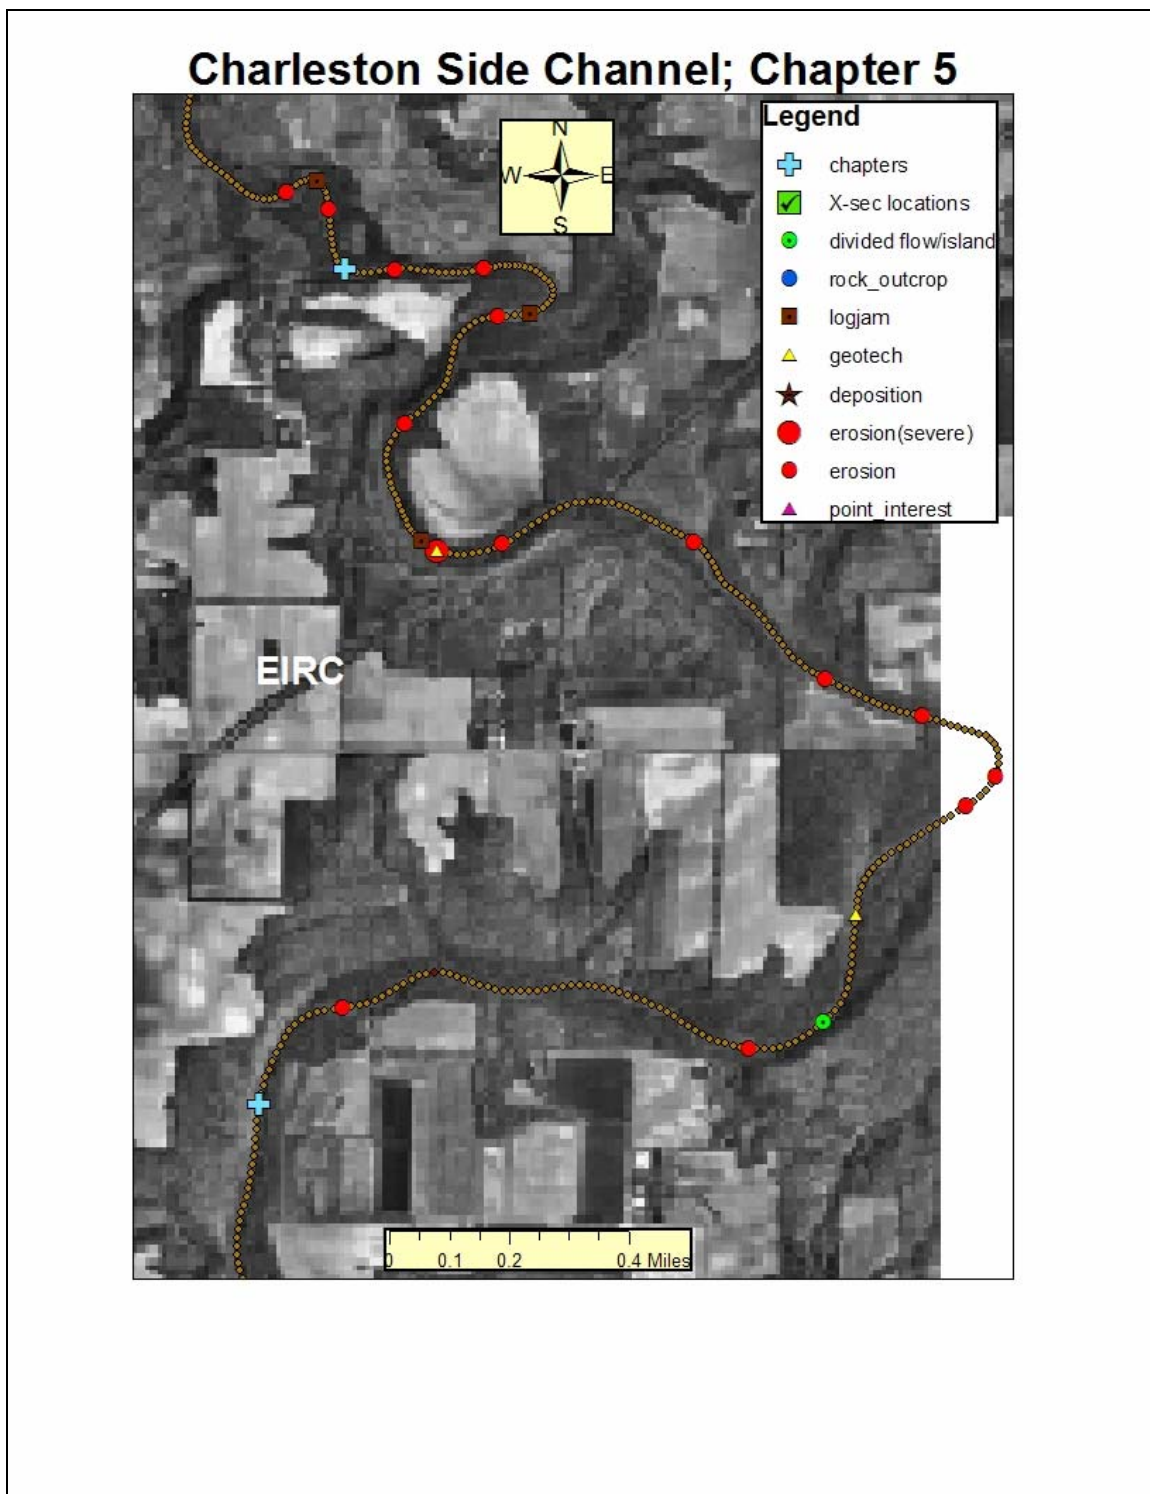 Charleston Side Channel; Chapter 5
N
W E
S
Legend
chapters
X-sec locations
divided flow/island
rock_outcrop
logjam
geotech
deposition
erosion(severe)
erosion
point_interest
EIRC
0 0.1 0.2 0.4 Miles